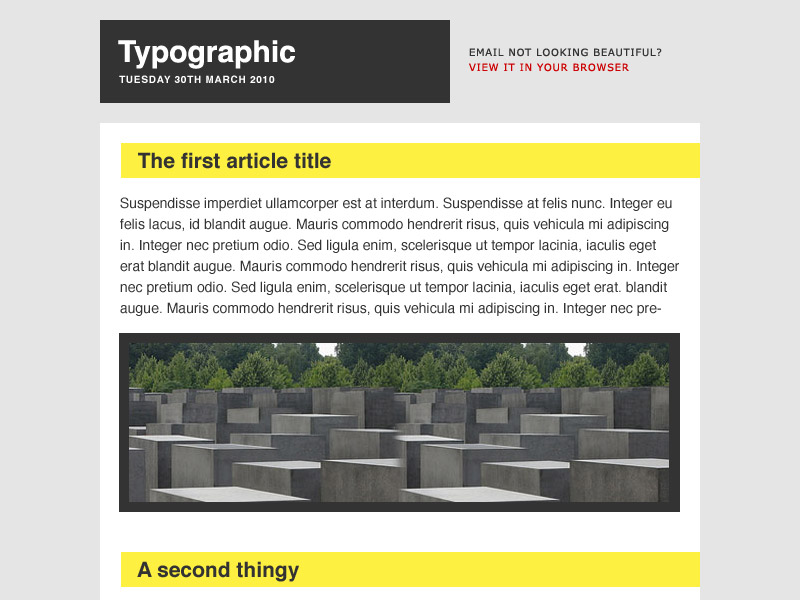 Typographic
TUESDAY 30TH MARCH 2010
EMAIL NOT LOOKING BEAUTIFUL?
VIEW IT IN YOUR BROWSER
The first article title
Suspendisse imperdiet ullamcorper est at interdum. Suspendisse at felis nunc. Integer eu
felis lacus, id blandit augue. Mauris commodo hendrerit risus, quis vehicula mi adipiscing
in. Integer nec pretium odio. Sed ligula enim, scelerisque ut tempor lacinia, iaculis eget
erat blandit augue. Mauris commodo hendrerit risus, quis vehicula mi adipiscing in. Integer
nec pretium odio. Sed ligula enim, scelerisque ut tempor lacinia, iaculis eget erat. blandit
augue. Mauris commodo hendrerit risus, quis vehicula mi adipiscing in. Integer nec pre-
A second thingy